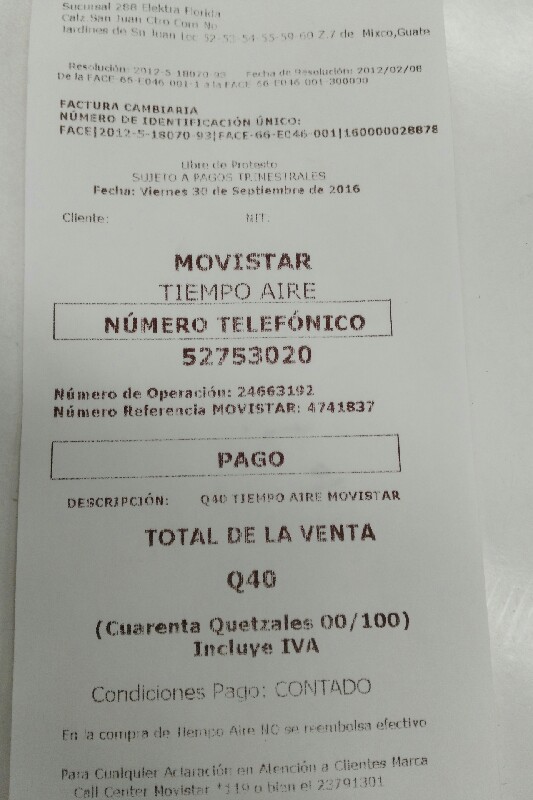 Sucursal 288 Elektra Florida
Calz.San Juan Ctro Com No
Jardines de Sn Juan Loc 52-53-54-55-59-60 Z.7 de Mixco,Guate
Resolución: 2012-5-18070-93 Fecha de Resolución: 2012/02/08
De la FACE-66-E046-001-1 a la FACE-66-E046-001-300000
FACTURA CAMBIARIA
NÚMERO DE IDENTIFICACIÓN ÚNICO:
FACE|2012-5-18070-93|FACE-66-E046-001|160000028878
Libre de Protesto
SUJETO A PAGOS TRIMESTRALES
Fecha: Viernes 30 de Septiembre de 2016
Cliente: NIT:
MOVISTAR
TIEMPO AIRE
NÚMERO TELEFÓNICO
52753020
Número de Operación: 24663192
Número Referencia MOVISTAR: 4741837
PAGO
DESCRIPCIÓN: Q40 TIEMPO AIRE MOVISTAR
TOTAL DE LA VENTA
Q40
(Cuarenta Quetzales 00/100)
Incluye IVA
Condiciones Pago: CONTADO
En la compra de Tiempo Aire NO se reembolsa efectivo
Para Cualquier Aclaración en Atención a Clientes Marca
Call Center Movistar *119 o bien el 23791301